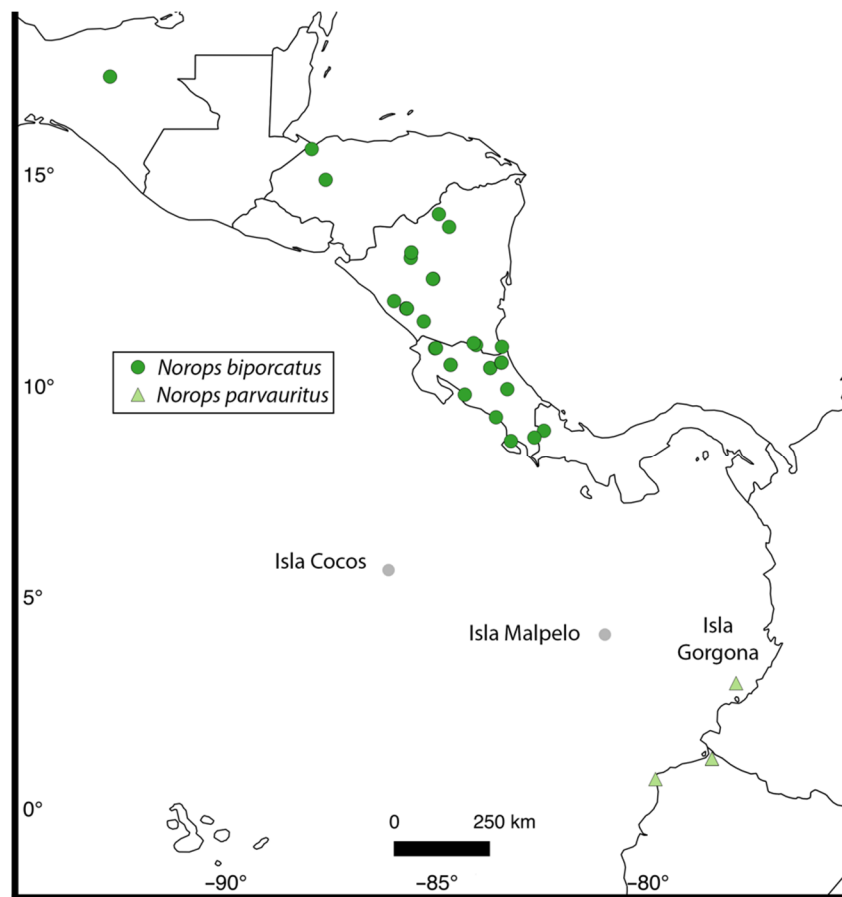 15°
10°
Norops biporcatus
Norops parvauritus
Isla Cocos
5°
Isla Malpelo
Isla
Gorgona
0°
0 250 km
−90° −85° −80°